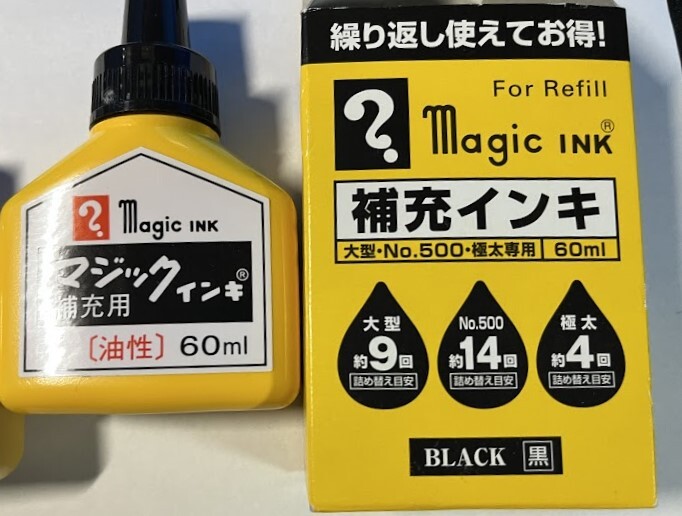 magic INK
マジックインキ®
補充用
〔油性〕 60ml
繰り返し使えてお得!
For Refill
magic INK®
補充インキ
大型・No.500・極太専用 60ml
大型 約9回 詰め替え目安
No.500 約14回 詰め替え目安
極太 約4回 詰め替え目安
BLACK 黒